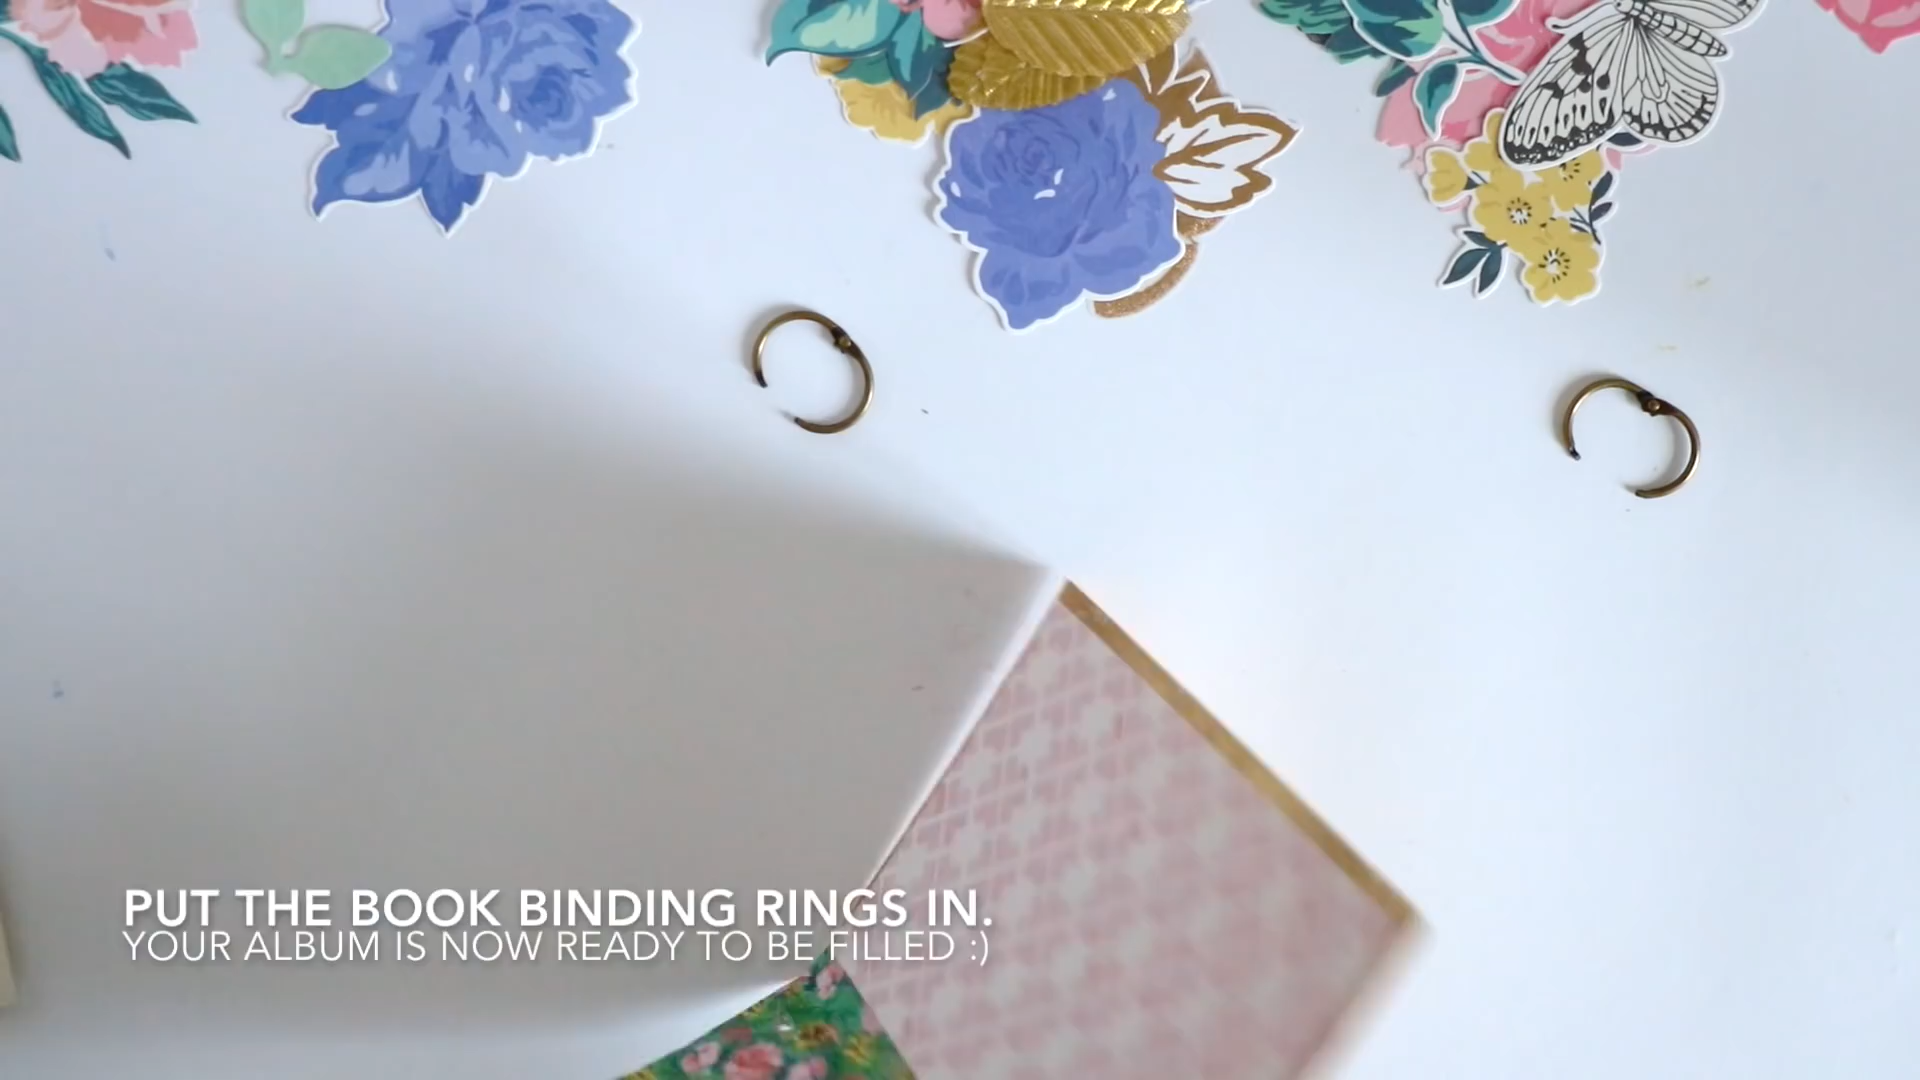 PUT THE BOOK BINDING RINGS IN.
YOUR ALBUM IS NOW READY TO BE FILLED :)